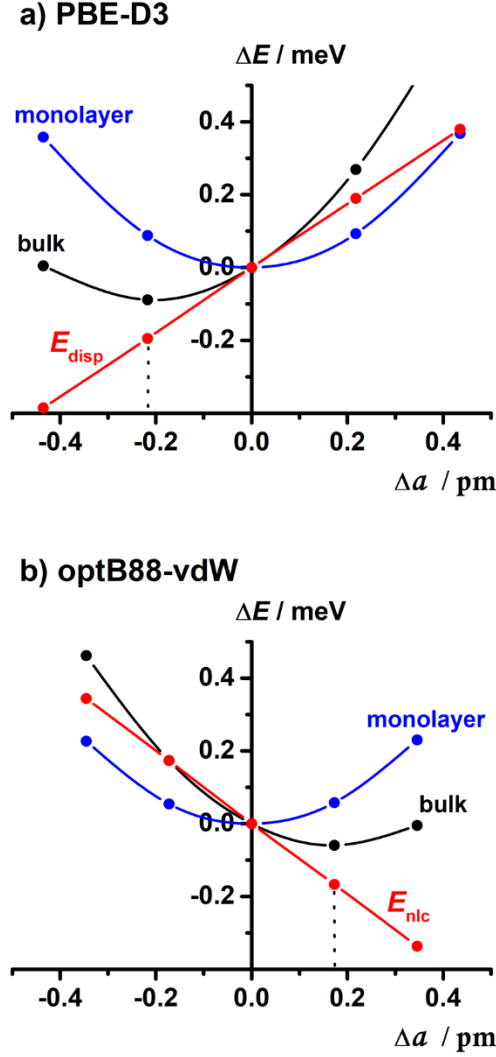 a) PBE-D3
ΔE / meV
monolayer
0.4
0.2
bulk
0.0
E_disp
-0.2
-0.4 -0.2 0.0 0.2 0.4
Δa / pm
b) optB88-vdW
ΔE / meV
0.4
monolayer
0.2
bulk
0.0
E_nlc
-0.2
-0.4 -0.2 0.0 0.2 0.4
Δa / pm